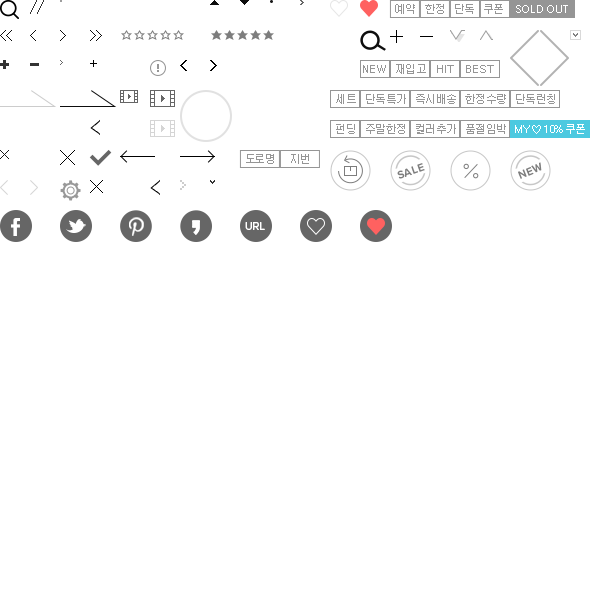 예약 한정 단독 쿠폰 SOLD OUT
NEW 재입고 HIT BEST
세트 단독특가 즉시배송 한정수량 단독런칭
펀딩 주말한정 컬러추가 품절임박 MY♡10% 쿠폰
도로명 지번
SALE % NEW
URL